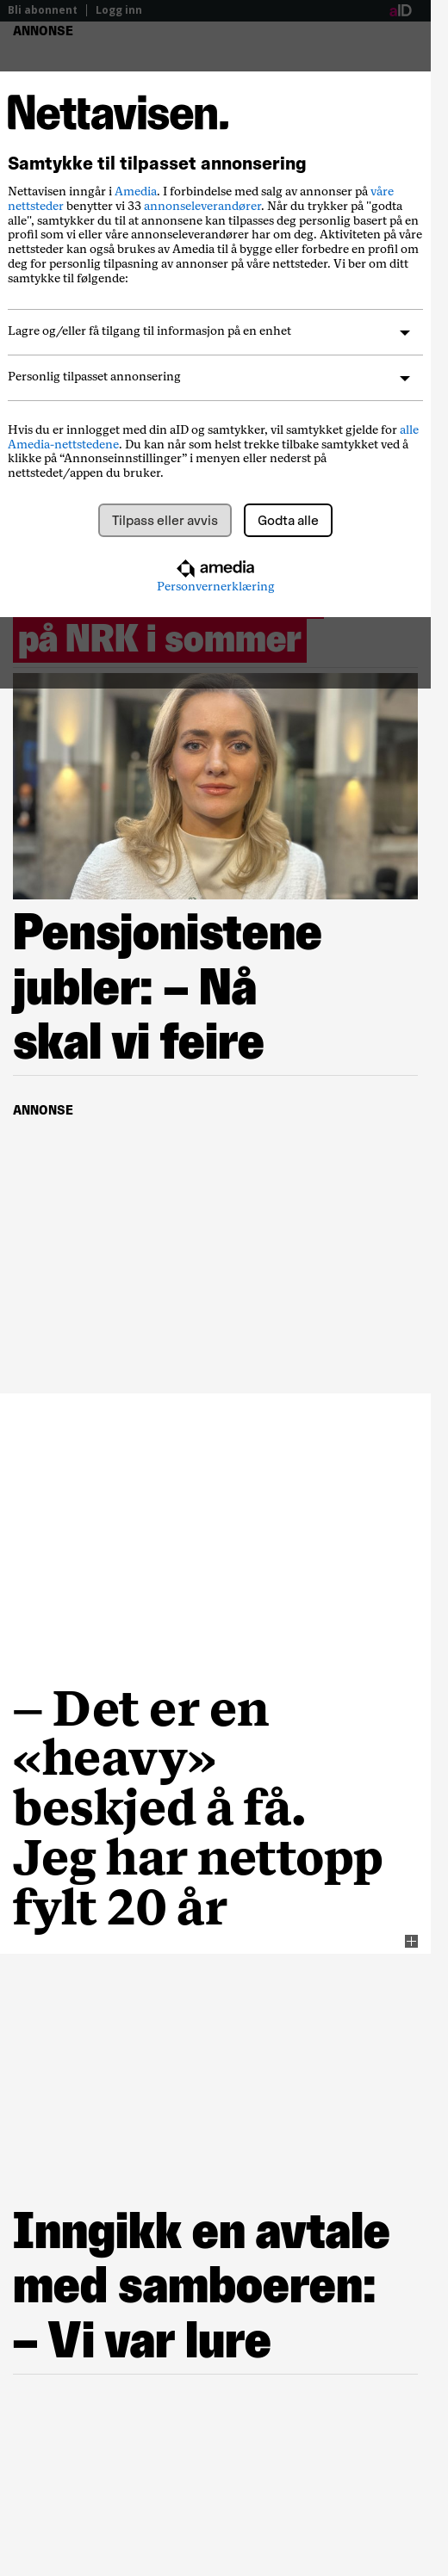 Bli abonnent | Logg inn
aID
ANNONSE
Nettavisen.
Samtykke til tilpasset annonsering
Nettavisen inngår i Amedia. I forbindelse med salg av annonser på våre
nettsteder benytter vi 33 annonseleverandører. Når du trykker på "godta
alle", samtykker du til at annonsene kan tilpasses deg personlig basert på en
profil som vi eller våre annonseleverandører har om deg. Aktiviteten på våre
nettsteder kan også brukes av Amedia til å bygge eller forbedre en profil om
deg for personlig tilpasning av annonser på våre nettsteder. Vi ber om ditt
samtykke til følgende:
Lagre og/eller få tilgang til informasjon på en enhet
Personlig tilpasset annonsering
Hvis du er innlogget med din aID og samtykker, vil samtykket gjelde for alle
Amedia-nettstedene. Du kan når som helst trekke tilbake samtykket ved å
klikke på “Annonseinnstillinger” i menyen eller nederst på
nettstedet/appen du bruker.
Tilpass eller avvis
Godta alle
amedia
Personvernerklæring
på NRK i sommer
Pensjonistene
jubler: – Nå
skal vi feire
ANNONSE
– Det er en
«heavy»
beskjed å få.
Jeg har nettopp
fylt 20 år
Inngikk en avtale
med samboeren:
– Vi var lure